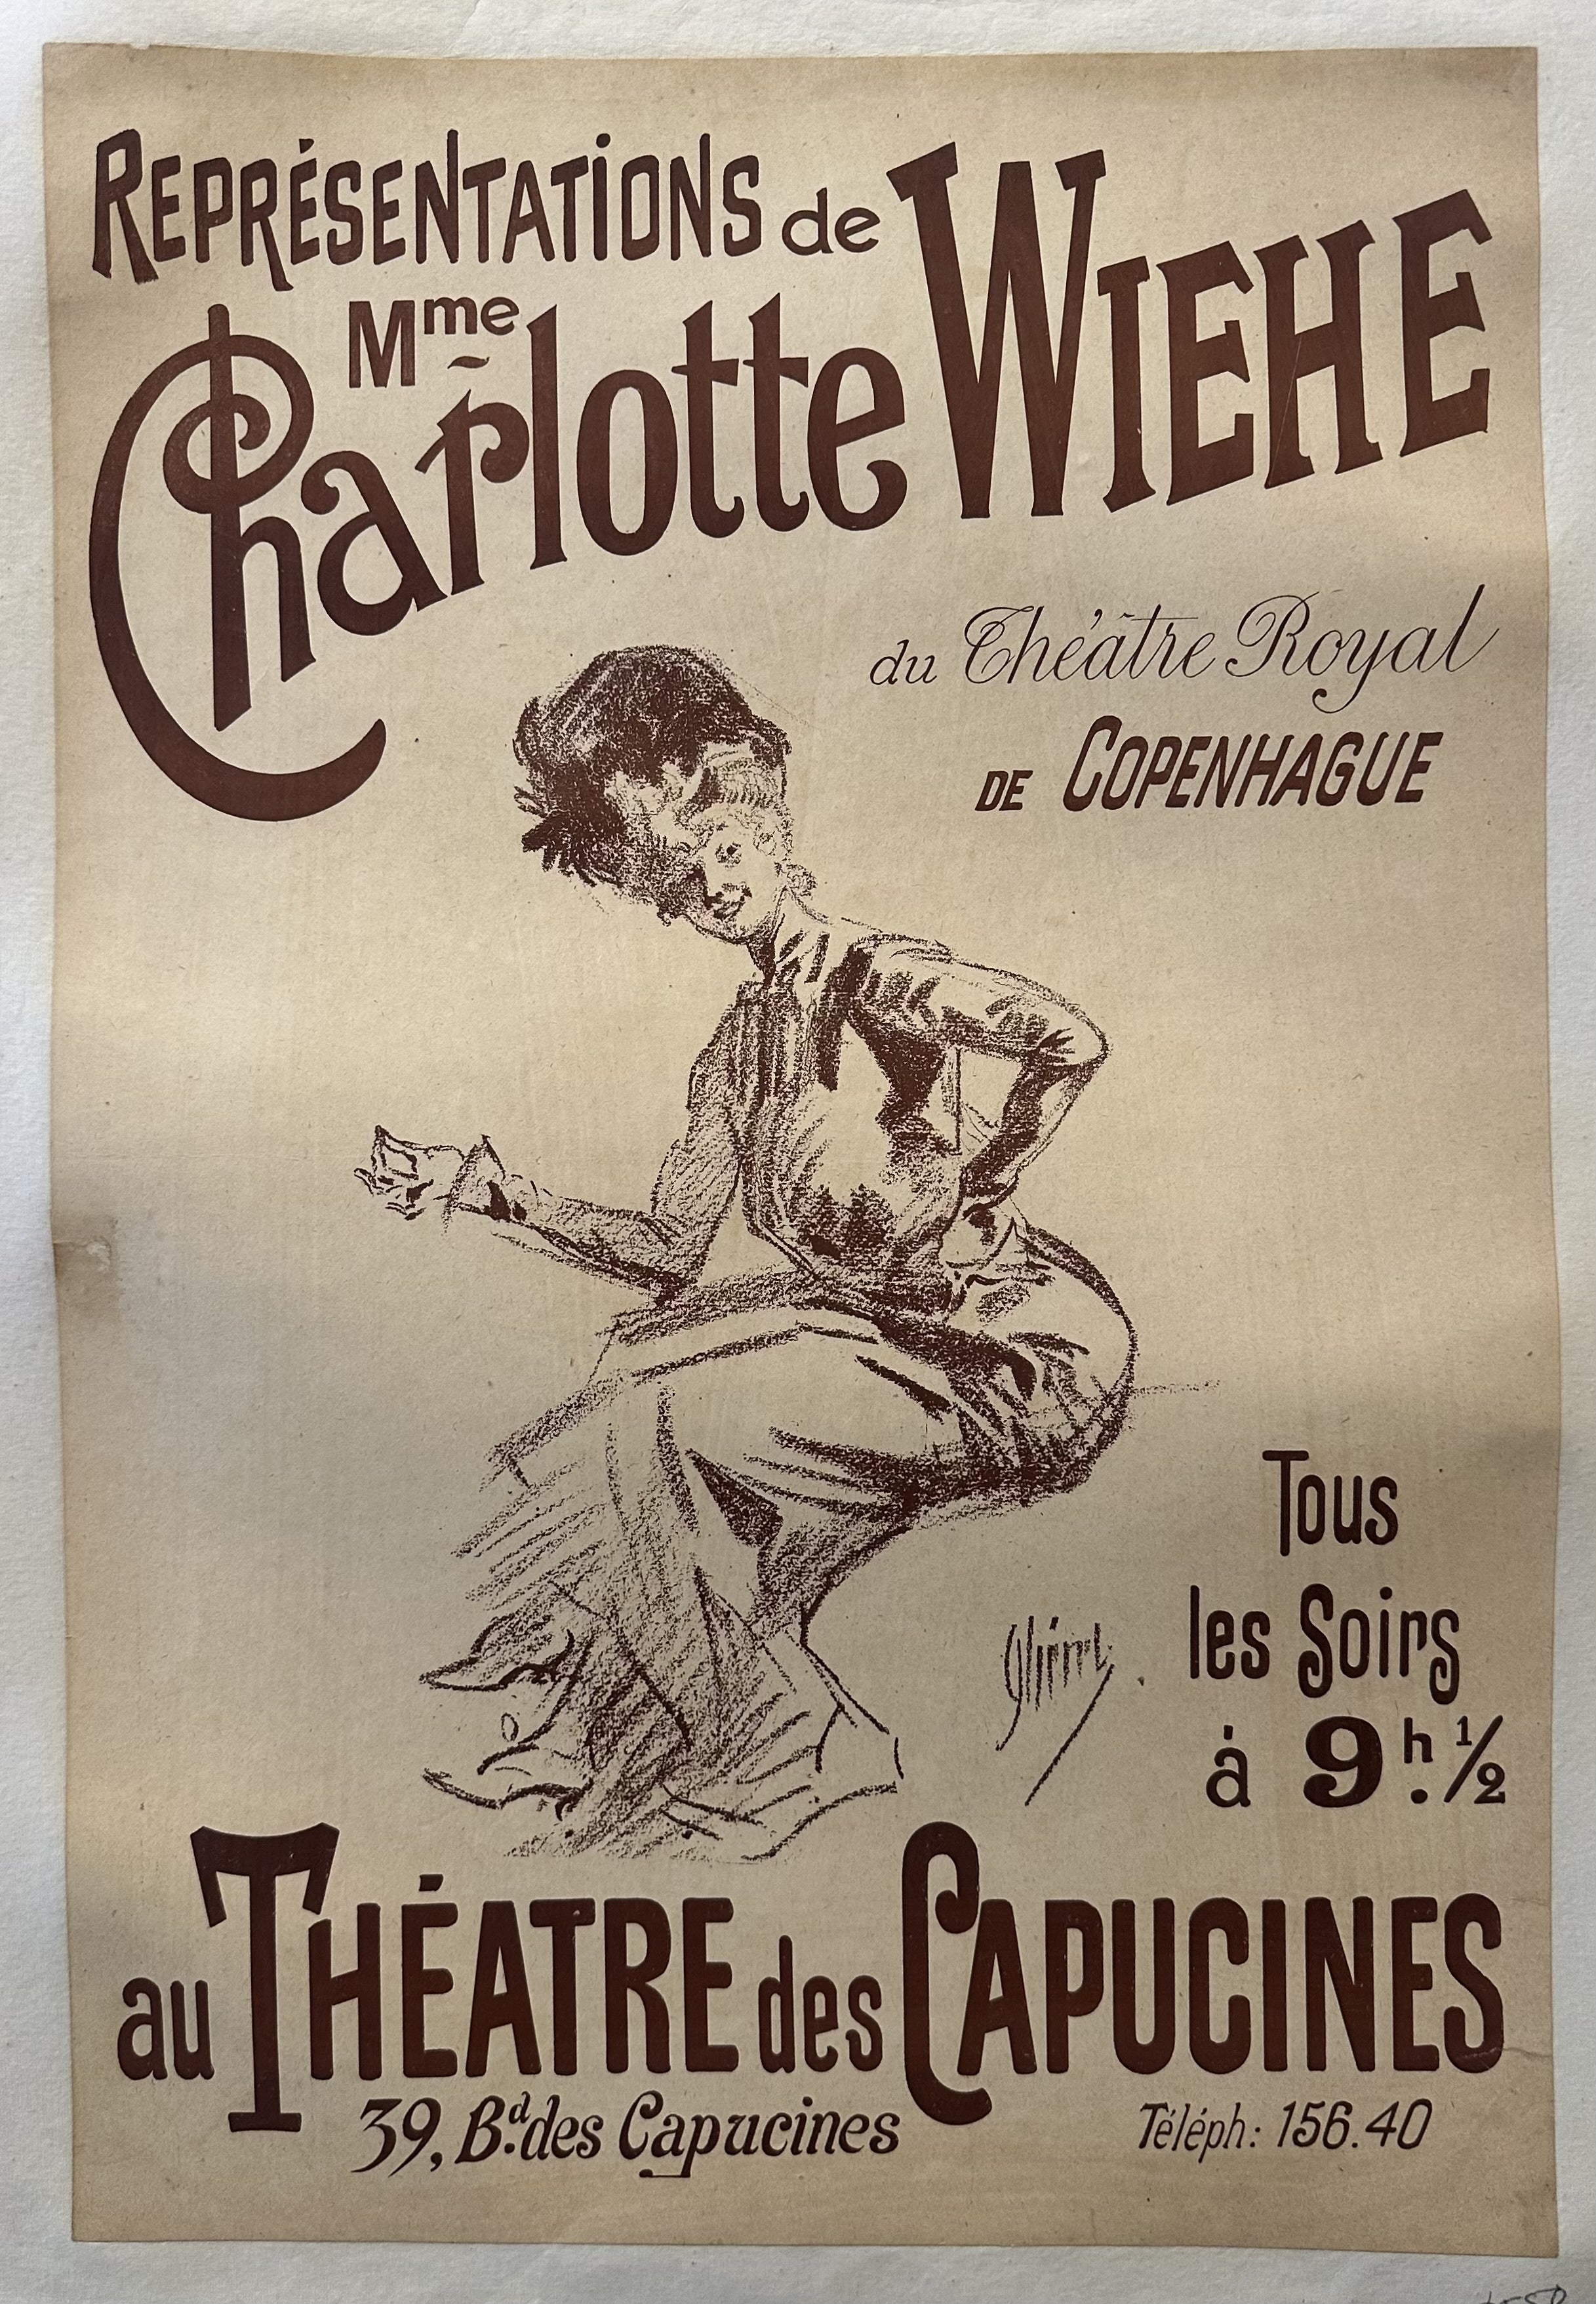 REPRÉSENTATIONS de
Mme Charlotte WIEHE
du Théâtre Royal
DE COPENHAGUE
Tous
les Soirs
à 9h.½
au THÉATRE des CAPUCINES
39, Bd. des Capucines
Téléph: 156.40